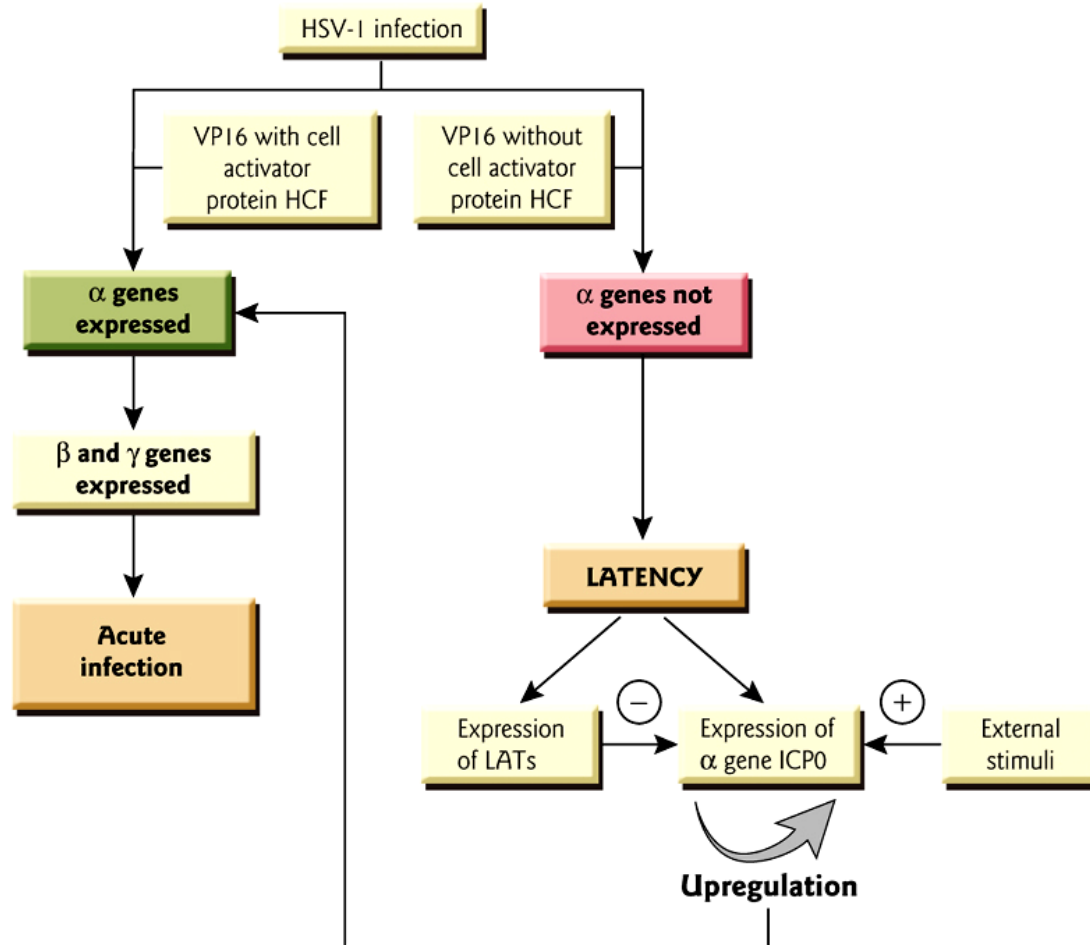 HSV-1 infection
VP16 with cell
activator
protein HCF
VP16 without
cell activator
protein HCF
α genes
expressed
α genes not
expressed
β and γ genes
expressed
LATENCY
Acute
infection
−
+
Expression
of LATs
Expression of
α gene ICP0
External
stimuli
Upregulation